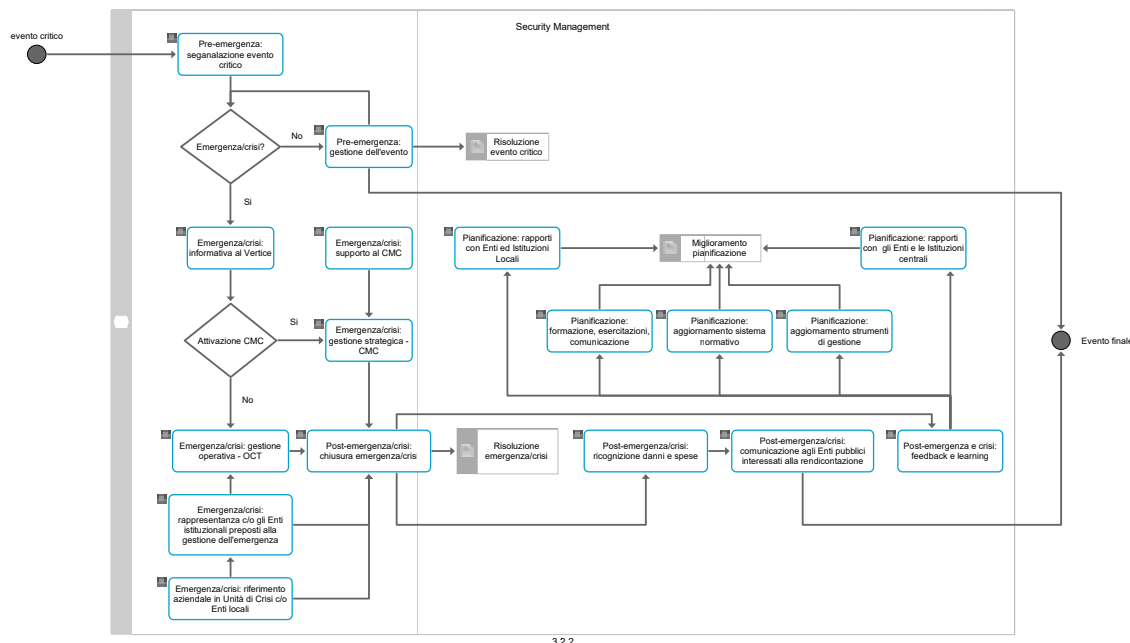 Security Management
evento critico
Pre-emergenza:
seganalazione evento
critico
Emergenza/crisi?
No
Pre-emergenza:
gestione dell'evento
Risoluzione
evento critico
Si
Emergenza/crisi:
informativa al Vertice
Emergenza/crisi:
supporto al CMC
Pianificazione: rapporti
con Enti ed Istituzioni
Locali
Miglioramento
pianificazione
Pianificazione: rapporti
con gli Enti e le Istituzioni
centrali
Attivazione CMC
Si
Emergenza/crisi:
gestione strategica -
CMC
Pianificazione:
formazione, esercitazioni,
comunicazione
Pianificazione:
aggiornamento sistema
normativo
Pianificazione:
aggiornamento strumenti
di gestione
Evento finale
No
Emergenza/crisi: gestione
operativa - OCT
Post-emergenza/crisi:
chiusura emergenza/crisi
Risoluzione
emergenza/crisi
Post-emergenza/crisi:
ricognizione danni e spese
Post-emergenza/crisi:
comunicazione agli Enti pubblici
interessati alla rendicontazione
Post-emergenza e crisi:
feedback e learning
Emergenza/crisi:
rappresentanza c/o gli Enti
istituzionali preposti alla
gestione dell'emergenza
Emergenza/crisi: riferimento
aziendale in Unità di Crisi c/o
Enti locali
3.2.2